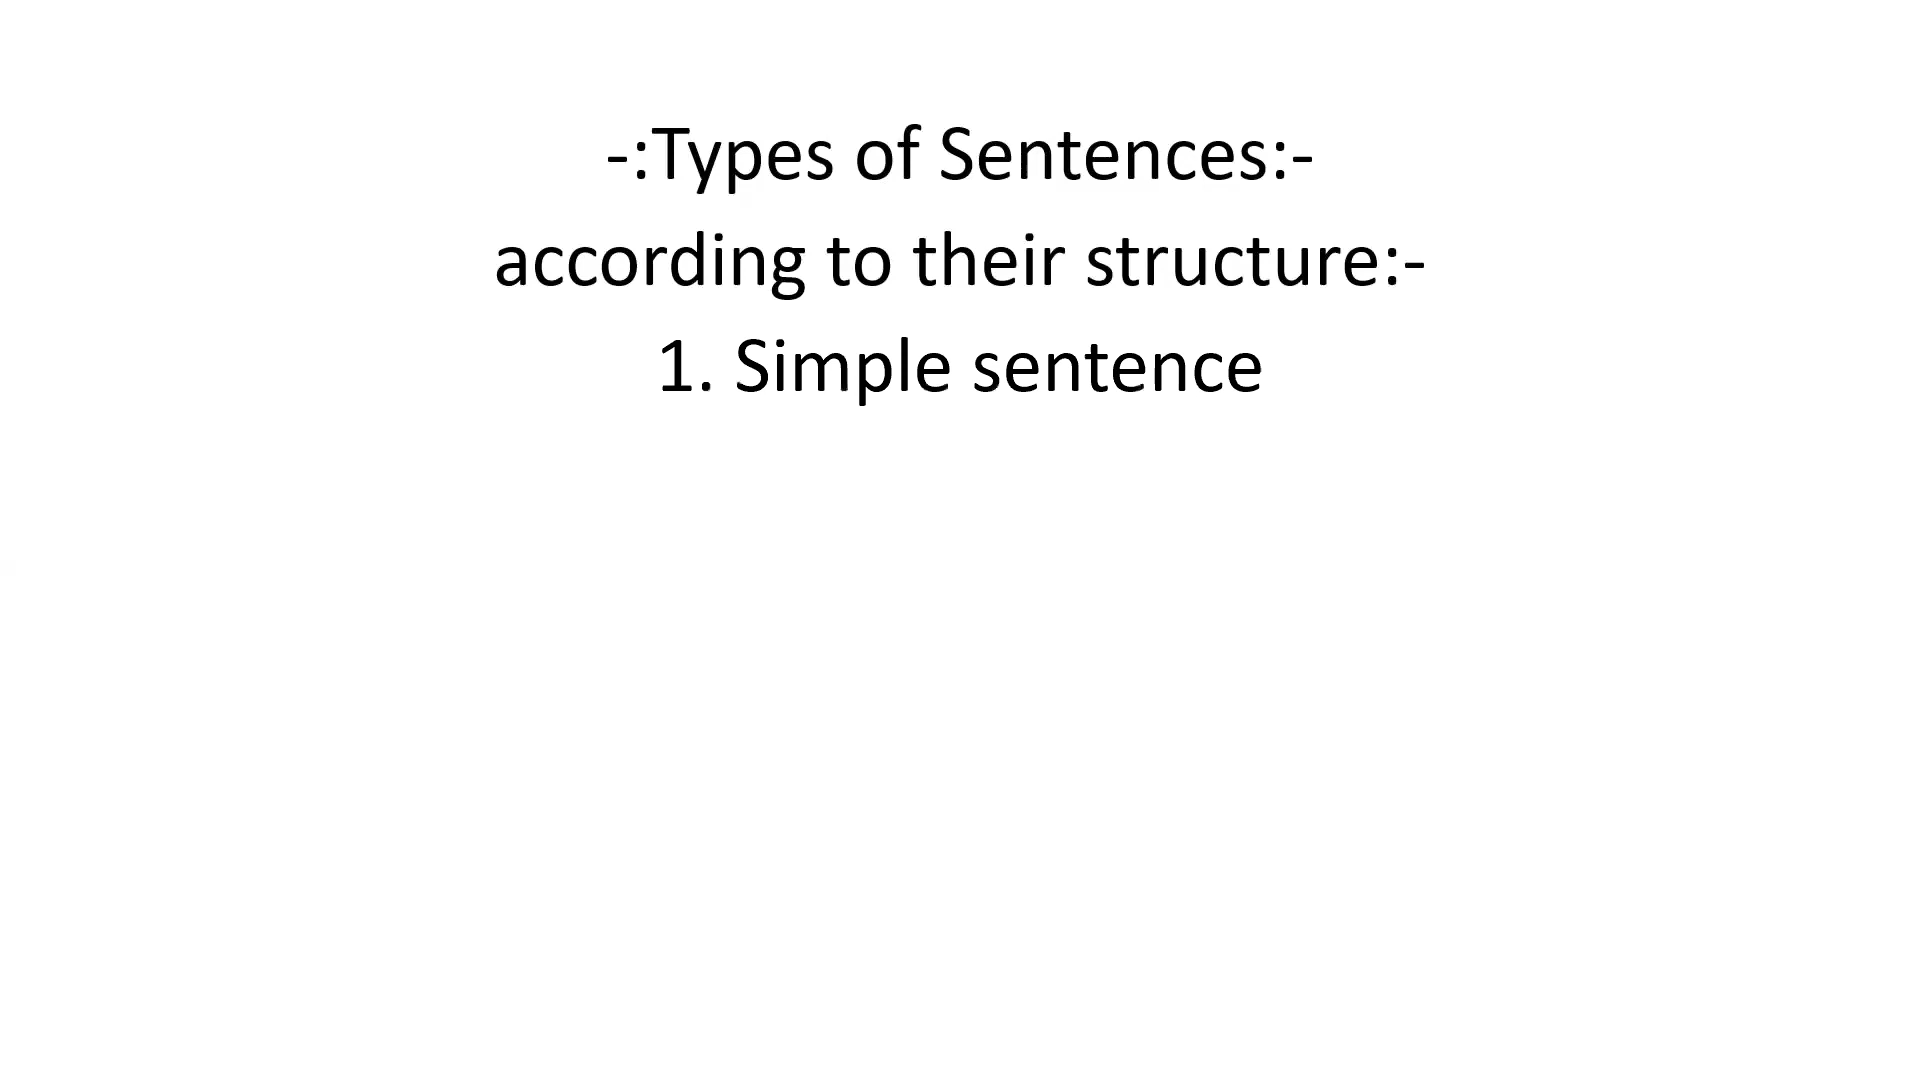 -:Types of Sentences:-
according to their structure:-
1. Simple sentence